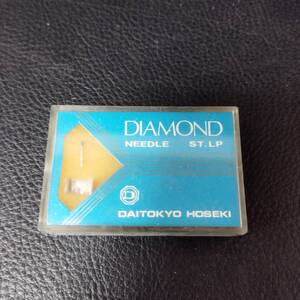 DIAMOND
NEEDLE ST. LP
D
DAITOKYO HOSEKI